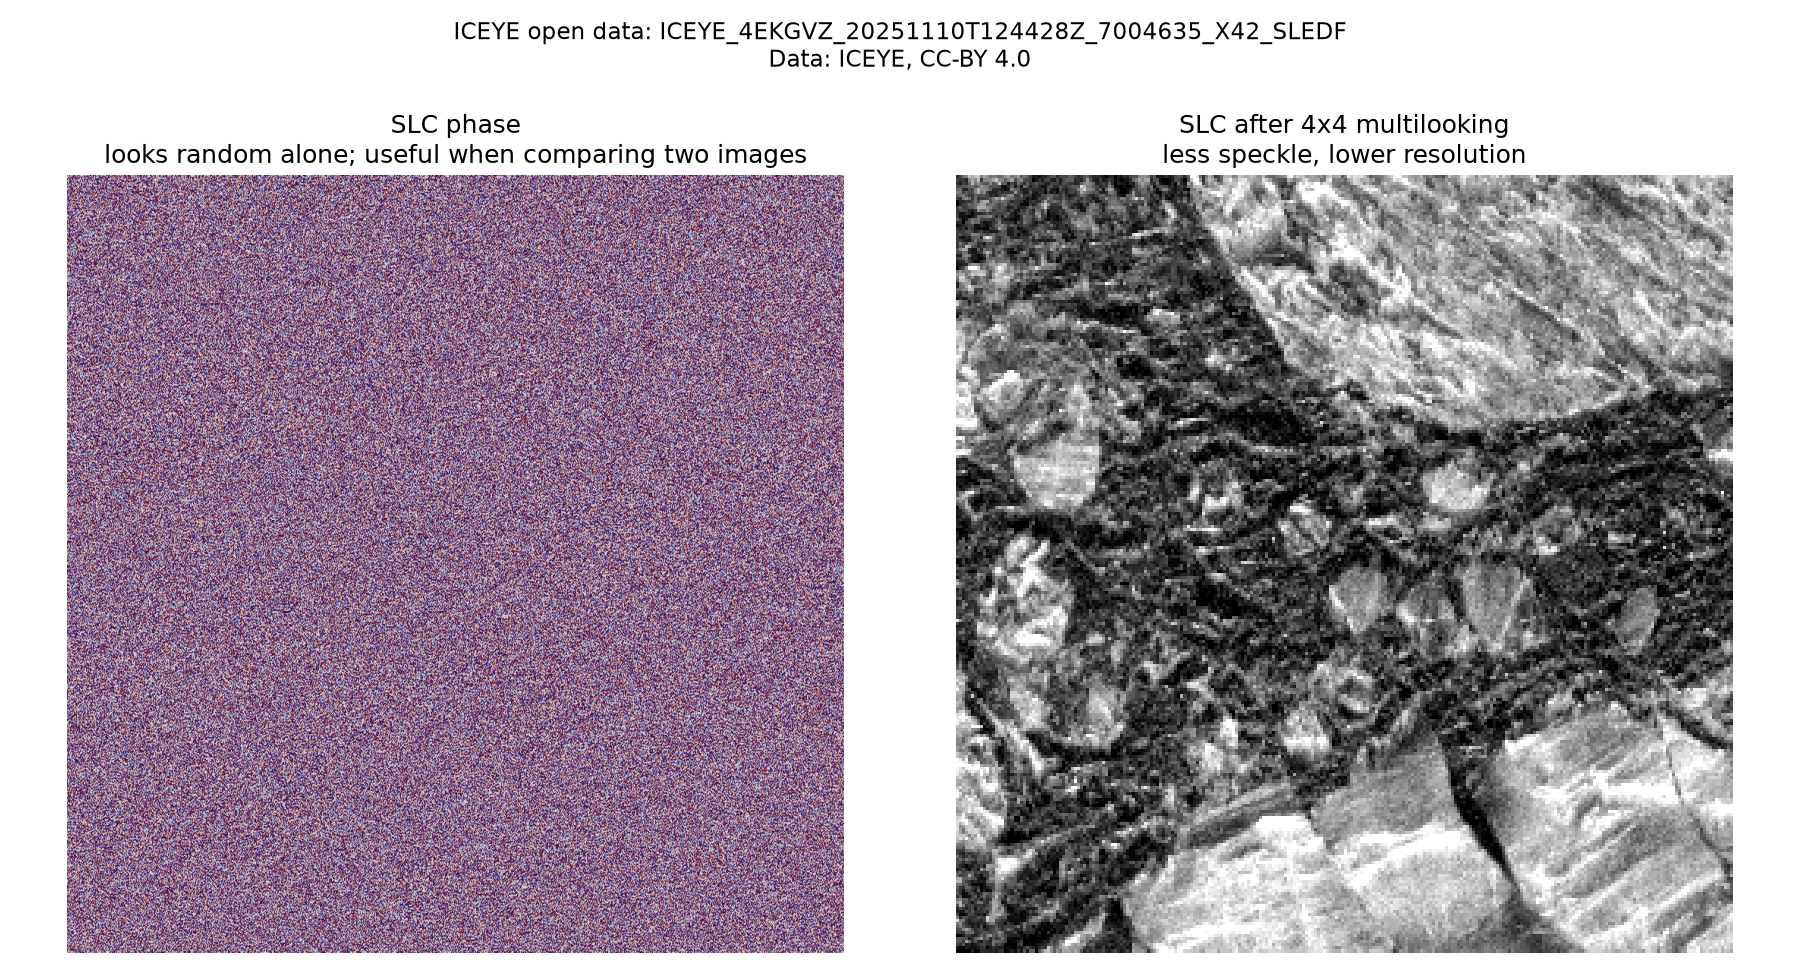 ICEYE open data: ICEYE_4EKGVZ_20251110T124428Z_7004635_X42_SLEDF
Data: ICEYE, CC-BY 4.0
SLC phase
looks random alone; useful when comparing two images
SLC after 4x4 multilooking
less speckle, lower resolution